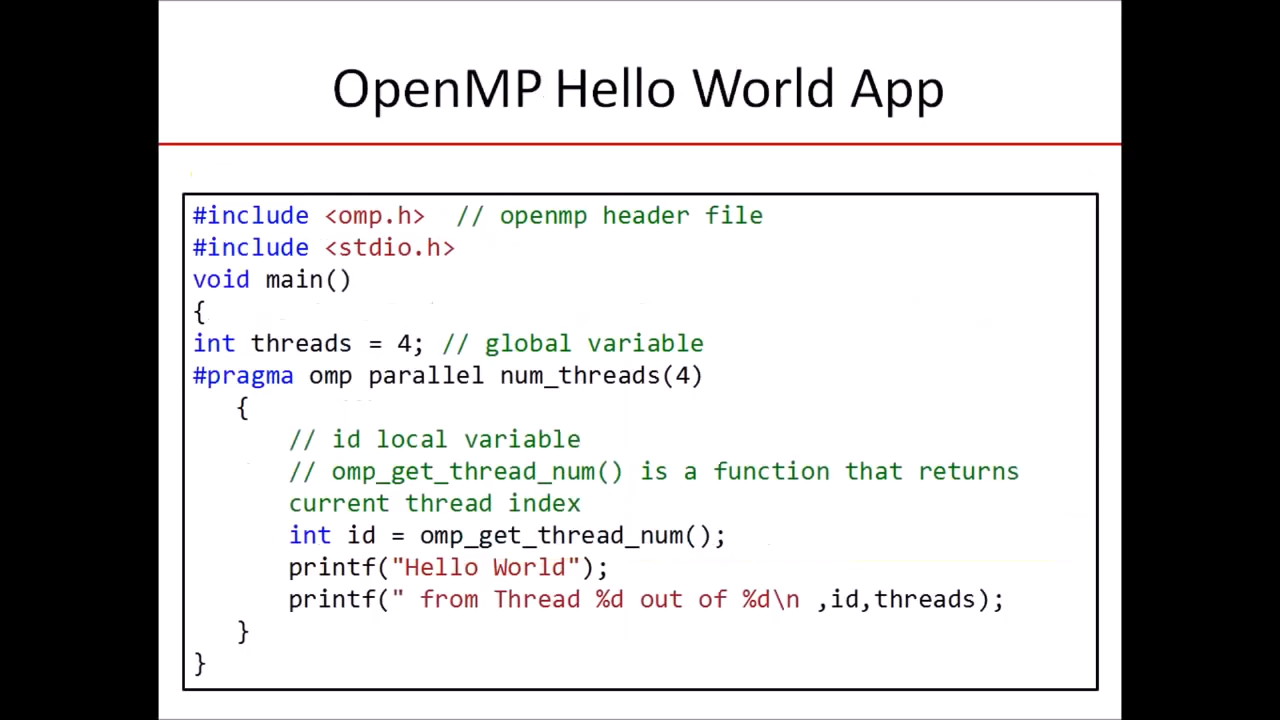 OpenMP Hello World App
#include <omp.h>  // openmp header file
#include <stdio.h>
void main()
{
int threads = 4; // global variable
#pragma omp parallel num_threads(4)
   {
      // id local variable
      // omp_get_thread_num() is a function that returns
      current thread index
      int id = omp_get_thread_num();
      printf("Hello World");
      printf(" from Thread %d out of %d\n ,id,threads);
   }
}